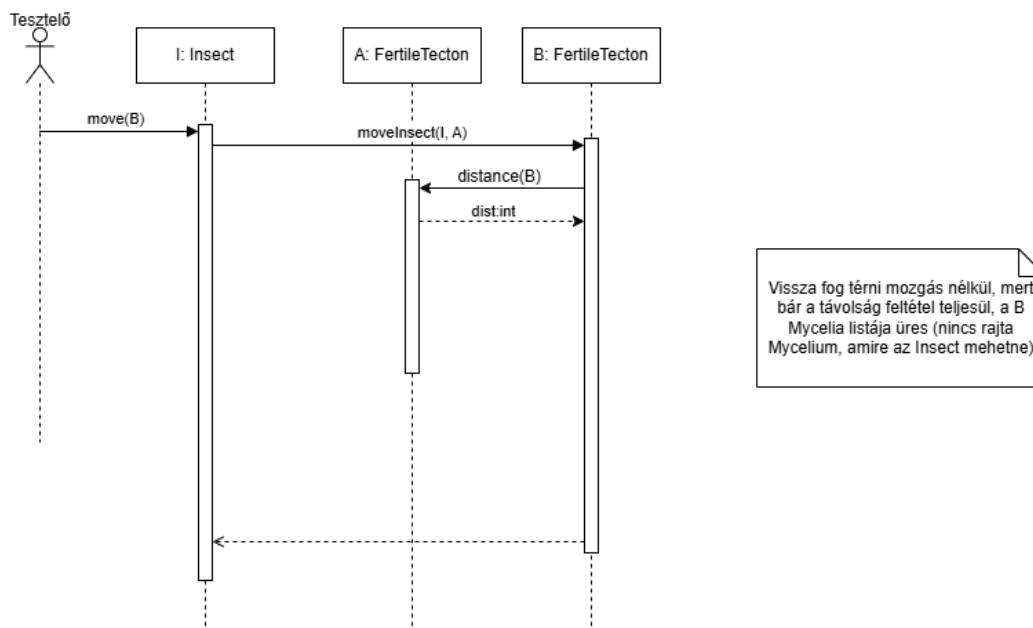 Tesztelő
I: Insect
A: FertileTecton
B: FertileTecton
move(B)
moveInsect(I, A)
distance(B)
dist:int
Vissza fog térni mozgás nélkül, mert
bár a távolság feltétel teljesül, a B
Mycelia listája üres (nincs rajta
Mycelium, amire az Insect mehetne)